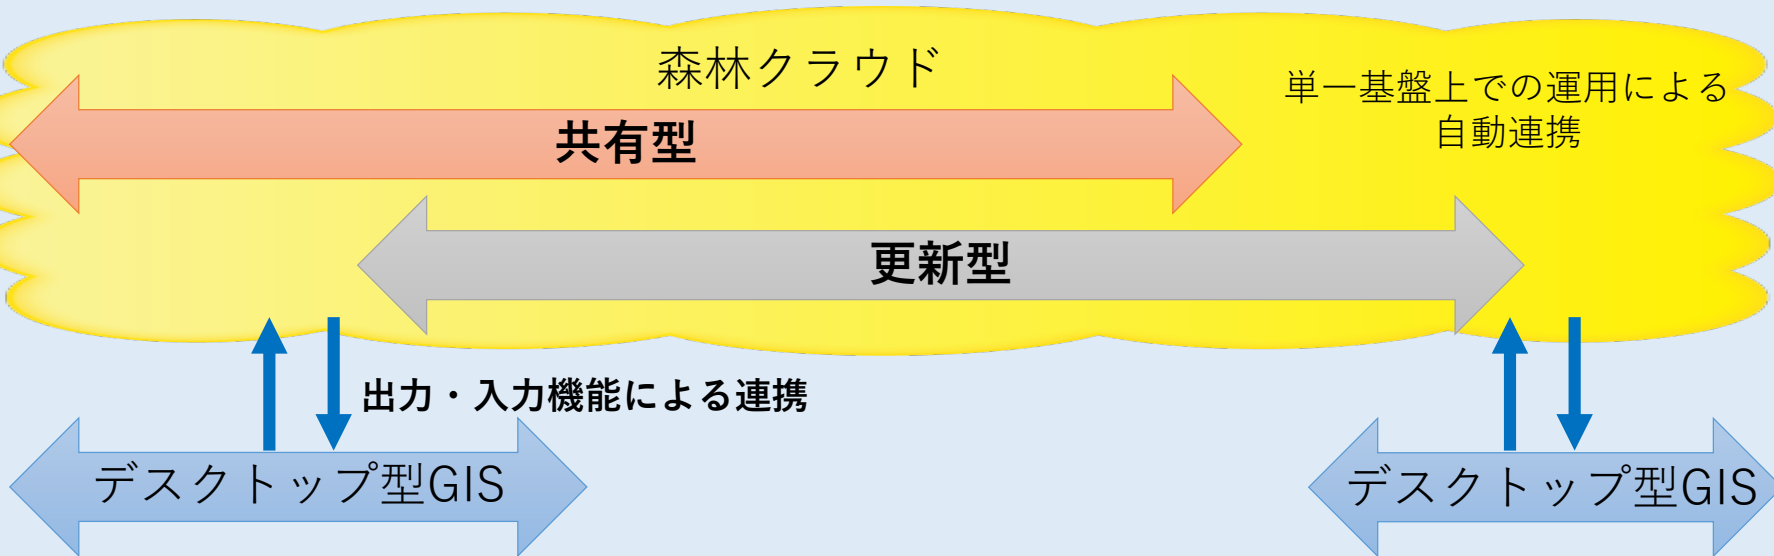 森林クラウド
単一基盤上での運用による
自動連携
共有型
更新型
出力・入力機能による連携
デスクトップ型GIS
デスクトップ型GIS